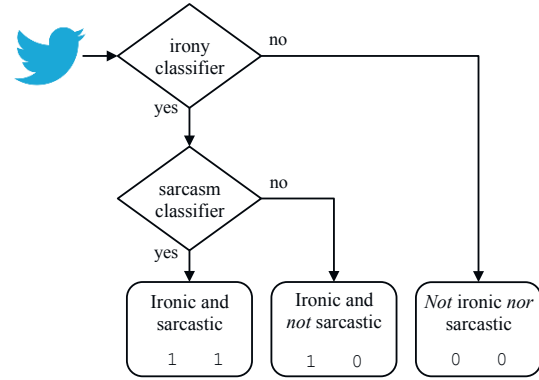 irony
classifier
no
yes
sarcasm
classifier
no
yes
Ironic and
sarcastic
1 1
Ironic and
not sarcastic
1 0
Not ironic nor
sarcastic
0 0